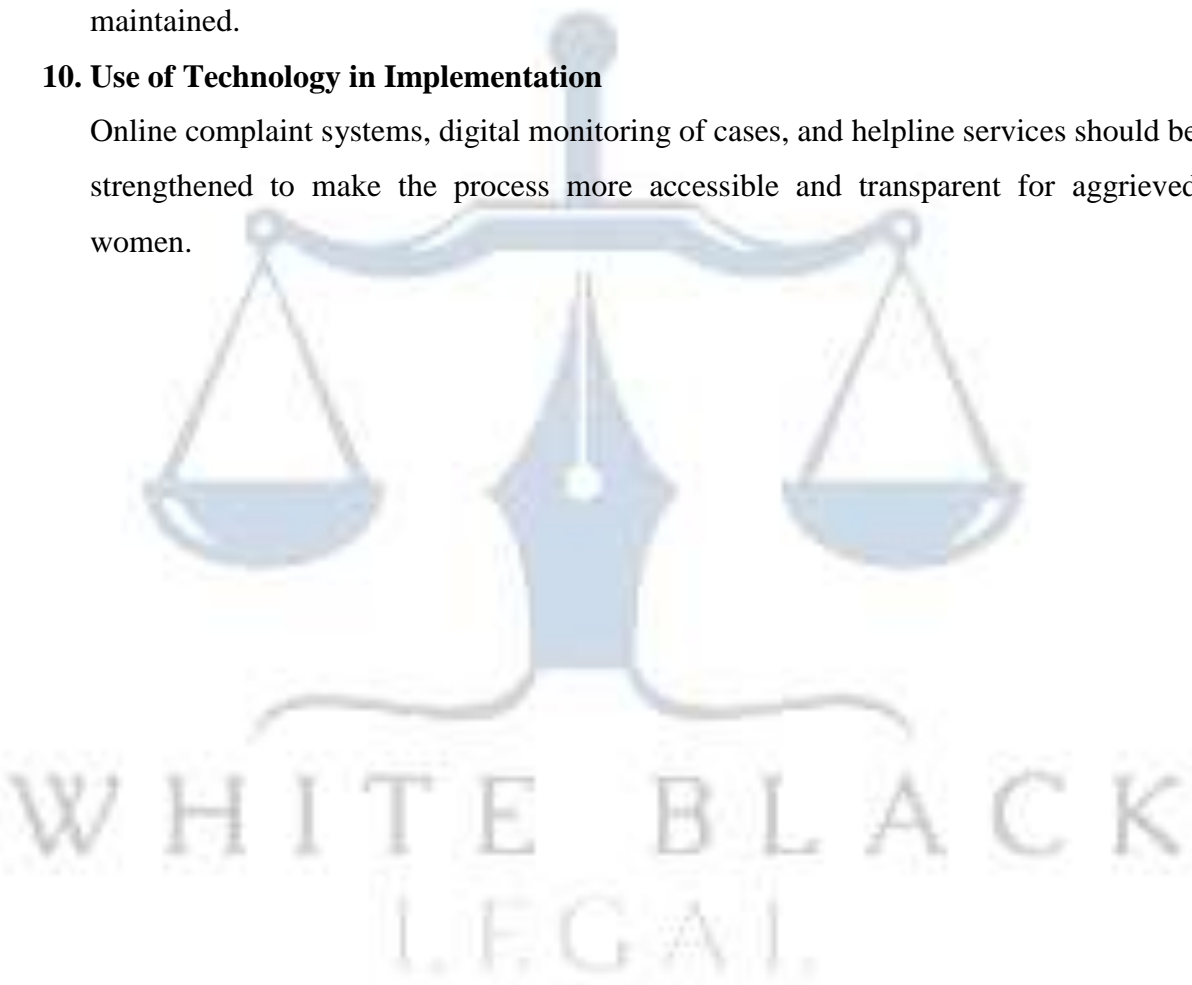 maintained.
10. Use of Technology in Implementation
Online complaint systems, digital monitoring of cases, and helpline services should be
strengthened to make the process more accessible and transparent for aggrieved
women.
WHITE BLACK
LEGAL